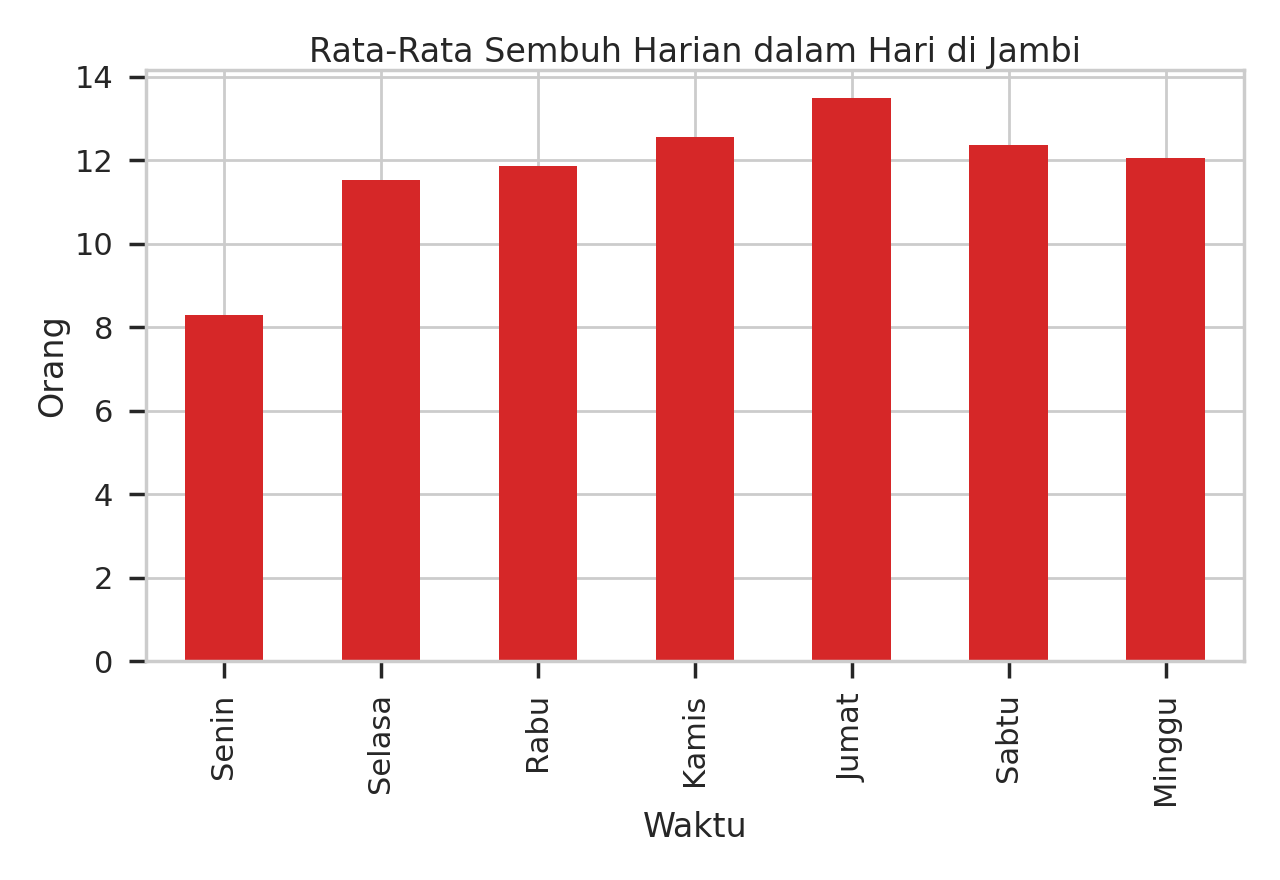 Rata-Rata Sembuh Harian dalam Hari di Jambi
14
12
10
8
6
4
2
0
Orang
Senin
Selasa
Rabu
Kamis
Jumat
Sabtu
Minggu
Waktu